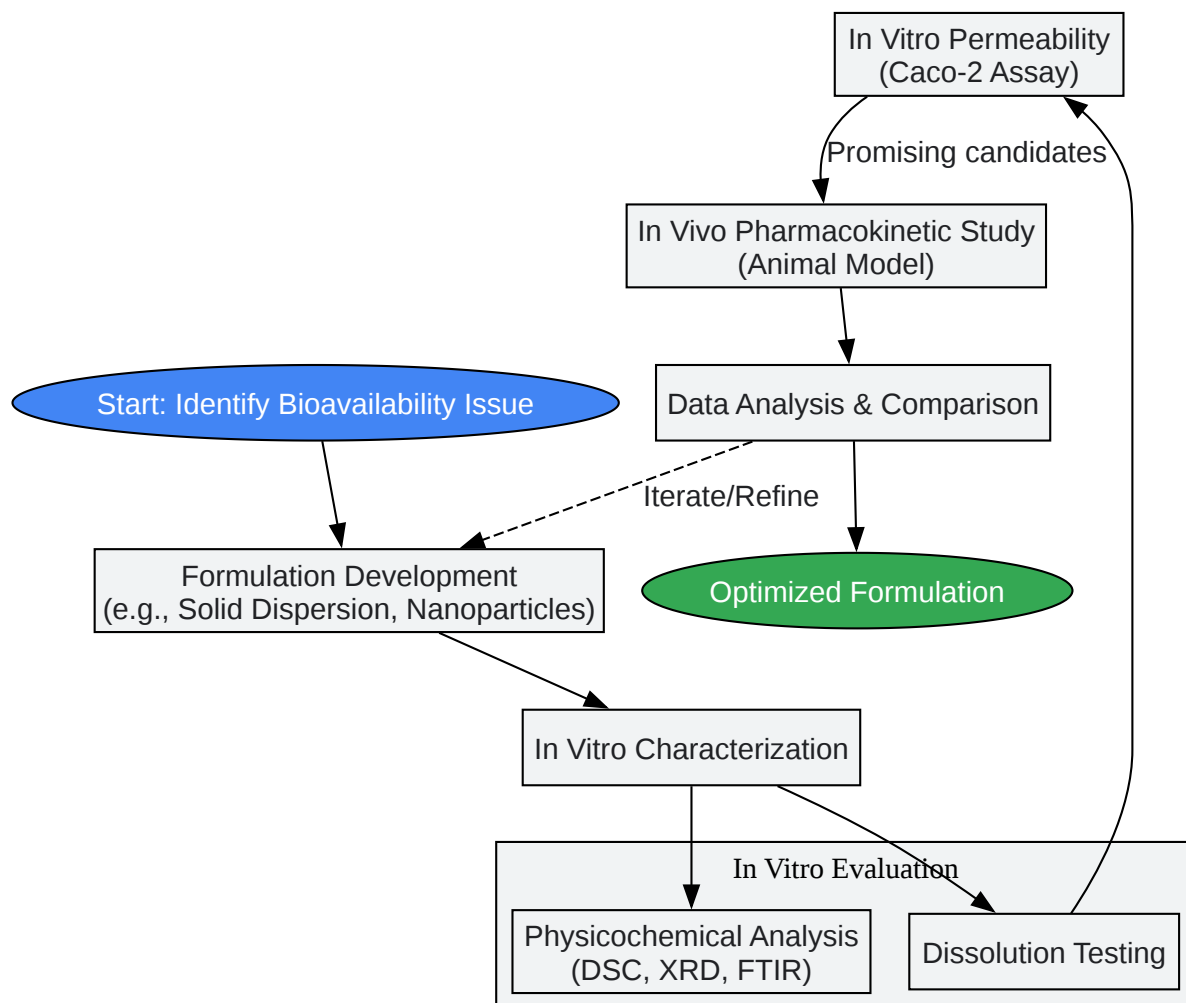 In Vitro Permeability
(Caco-2 Assay)
Promising candidates
In Vivo Pharmacokinetic Study
(Animal Model)
Start: Identify Bioavailability Issue
Data Analysis & Comparison
Iterate/Refine
Formulation Development
(e.g., Solid Dispersion, Nanoparticles)
Optimized Formulation
In Vitro Characterization
In Vitro Evaluation
Physicochemical Analysis
(DSC, XRD, FTIR)
Dissolution Testing